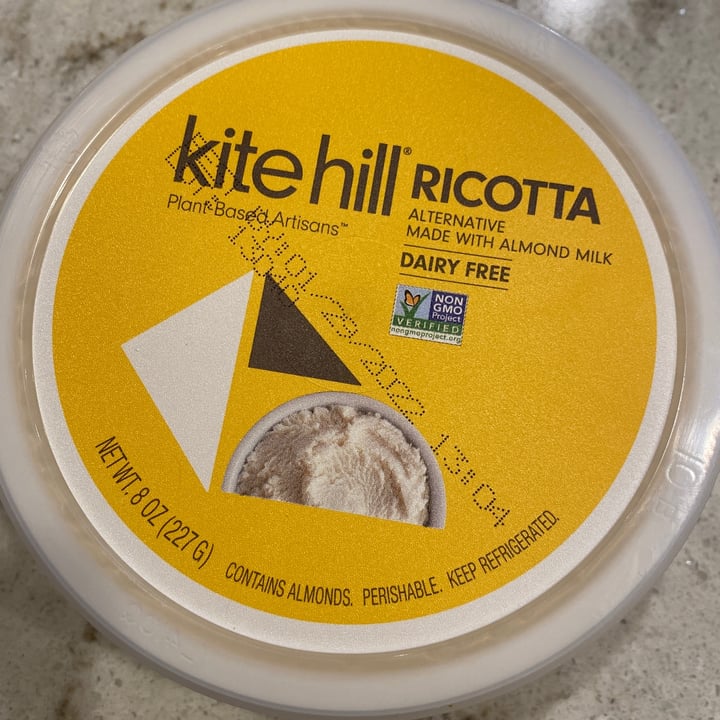 kite hill®
Plant-Based Artisans™
RICOTTA
ALTERNATIVE
MADE WITH ALMOND MILK
DAIRY FREE
NON
GMO
Project
VERIFIED
nongmoproject.org
NET WT. 8 OZ (227 G)
CONTAINS ALMONDS. PERISHABLE. KEEP REFRIGERATED.